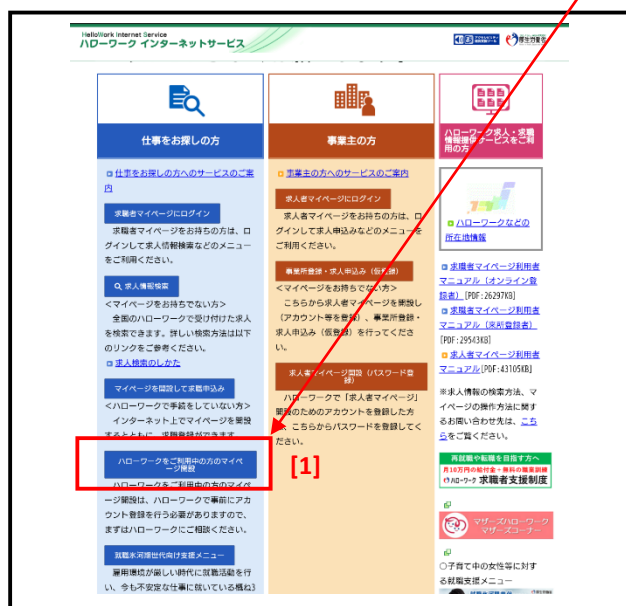 HelloWork Internet Service
ハローワーク インターネットサービス
厚生労働省
仕事をお探しの方
仕事をお探しの方へのサービスのご案
内
求職者マイページにログイン
求職者マイページをお持ちの方は、ロ
グインして求人情報検索などのメニュー
をご利用ください。
求人情報検索
<マイページをお持ちでない方>
全国のハローワークで受け付けた求人
を検索できます。詳しい検索方法は以下
のリンクをご参考ください。
求人検索のしかた
マイページを開設して求職申込み
<ハローワークで手続をしていない方>
インターネット上でマイページを開設
するとともに、求職登録ができます。
ハローワークをご利用中の方のマイペ
ージ開設
ハローワークをご利用中の方のマイペ
ージ開設は、ハローワークで事前にアカ
ウント登録を行う必要がありますので、
まずはハローワークにご相談ください。
就職氷河期世代向け支援メニュー
雇用環境が厳しい時代に就職活動を行
い、今も不安定な仕事に就いている概ね3
[1]
事業主の方
事業主の方へのサービスのご案内
求人者マイページにログイン
求人者マイページをお持ちの方は、ロ
グインして求人申込みなどのメニューを
ご利用ください。
事業所登録・求人申込み(仮登録)
<マイページをお持ちでない方>
こちらから求人者マイページを開設し
(アカウント等を登録)、事業所登録・
求人申込み(仮登録)を行ってくださ
い。
求人者マイページ開設(パスワード登
録)
ハローワークで「求人者マイページ」
開設のためのアカウントを登録した方
は、こちらからパスワードを登録してく
ださい。
ハローワーク求人・求職
情報提供サービスをご利
用の方
ハローワークなどの
所在地情報
求職者マイページ利用者
マニュアル(オンライン登
録者)[PDF:26297KB]
求職者マイページ利用者
マニュアル(来所登録者)
[PDF:29543KB]
求人者マイページ利用者
マニュアル[PDF:43105KB]
※求人情報の検索方法、マ
イページの操作方法に関す
るお問い合わせ先は、こち
らをご覧ください。
再就職や転職を目指す方へ
月10万円の給付金+無料の職業訓練
ハローワーク 求職者支援制度
マザーズハローワーク
マザーズコーナー
○子育て中の女性等に対す
る就職支援メニュー